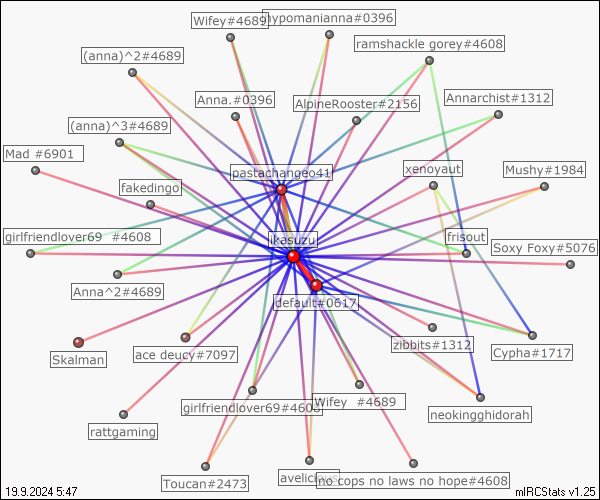 Wifey#4689
hypomanianna#0396
ramshackle gorey#4608
(anna)^2#4689
Anna.#0396
AlpineRooster#2156
Annarchist#1312
(anna)^3#4689
Mad #6901
pastachangeo41
xenoyaut
Mushy#1984
fakedingo
girlfriendlover69 #4608
ikasuzu
frisout
Soxy Foxy#5076
Anna^2#4689
default#0617
Skalman
ace deucy#7097
zibbits#1312
Cypha#1717
girlfriendlover69#4608
Wifey #4689
neokingghidorah
rattgaming
Toucan#2473
no cops no laws no hope#4608
19.9.2024 5:47
mIRCStats v1.25